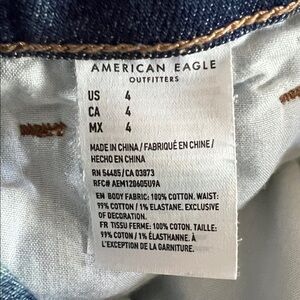 AMERICAN EAGLE
OUTFITTERS
US 4
CA 4
MX 4
MADE IN CHINA / FABRIQUÉ EN CHINE /
HECHO EN CHINA
RN 54485 / CA 03873
RFC# AEM120605U9A
EN BODY FABRIC: 100% COTTON. WAIST:
99% COTTON / 1% ELASTANE. EXCLUSIVE
OF DECORATION.
FR TISSU FERME: 100% COTON. TAILLE:
99% COTON / 1% ÉLASTHANNE. À
L'EXCEPTION DE LA GARNITURE.